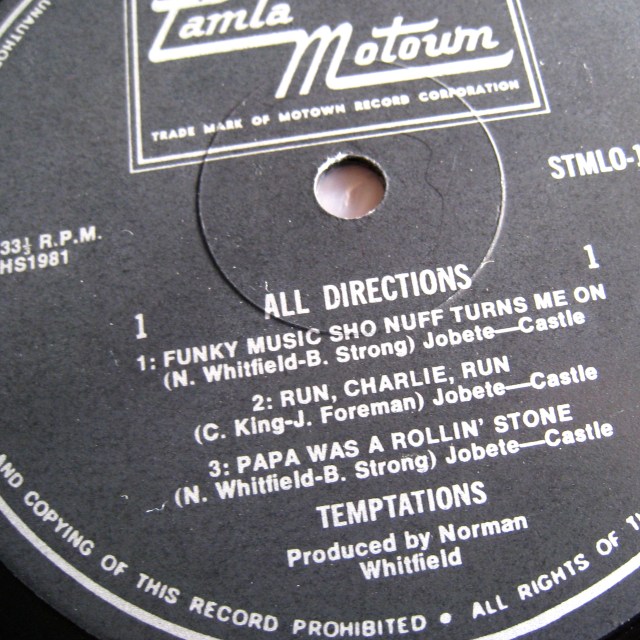 Tamla
Motown
TRADE MARK OF MOTOWN RECORD CORPORATION
STMLO-1
33⅓ R.P.M.
HS1981
ALL DIRECTIONS
1
1
1: FUNKY MUSIC SHO NUFF TURNS ME ON
(N. Whitfield-B. Strong) Jobete—Castle
2: RUN, CHARLIE, RUN
(C. King-J. Foreman) Jobete—Castle
3: PAPA WAS A ROLLIN' STONE
(N. Whitfield-B. Strong) Jobete—Castle
TEMPTATIONS
Produced by Norman
Whitfield
AND COPYING OF THIS RECORD PROHIBITED • ALL RIGHTS OF